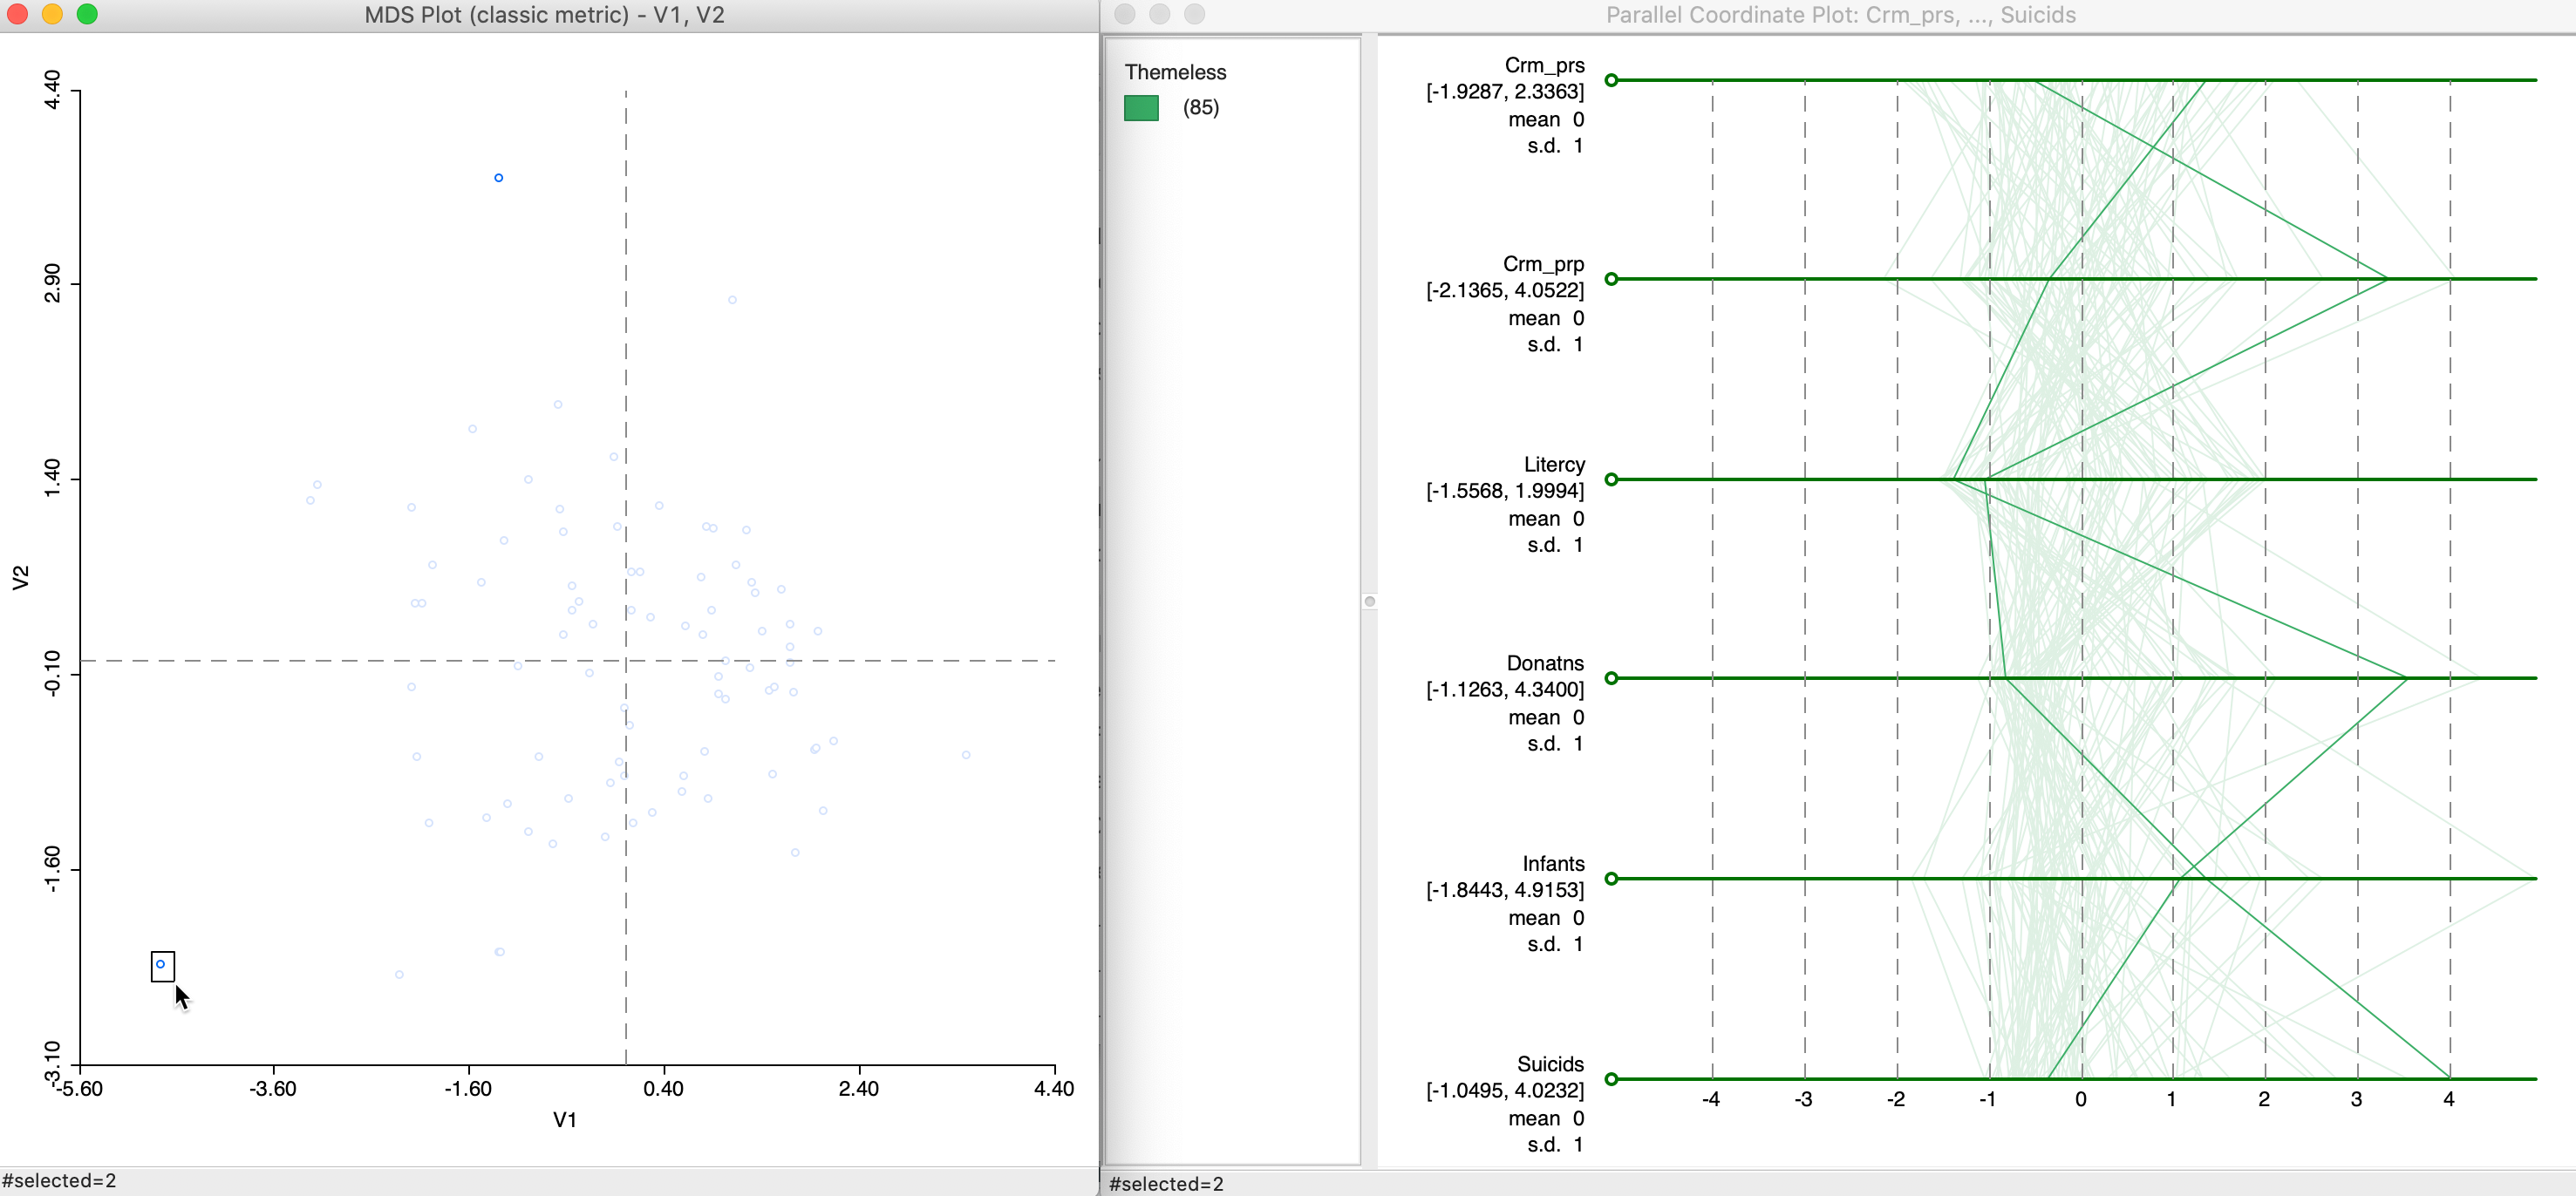 MDS Plot (classic metric) - V1, V2
4.40
2.90
1.40
-0.10
-1.60
-3.10
V2
-5.60
-3.60
-1.60
0.40
2.40
4.40
V1
#selected=2
Parallel Coordinate Plot: Crm_prs, ..., Suicids
Themeless
(85)
Crm_prs
[-1.9287, 2.3363]
mean 0
s.d. 1
Crm_prp
[-2.1365, 4.0522]
mean 0
s.d. 1
Litercy
[-1.5568, 1.9994]
mean 0
s.d. 1
Donatns
[-1.1263, 4.3400]
mean 0
s.d. 1
Infants
[-1.8443, 4.9153]
mean 0
s.d. 1
Suicids
[-1.0495, 4.0232]
mean 0
s.d. 1
-4 -3 -2 -1 0 1 2 3 4
#selected=2